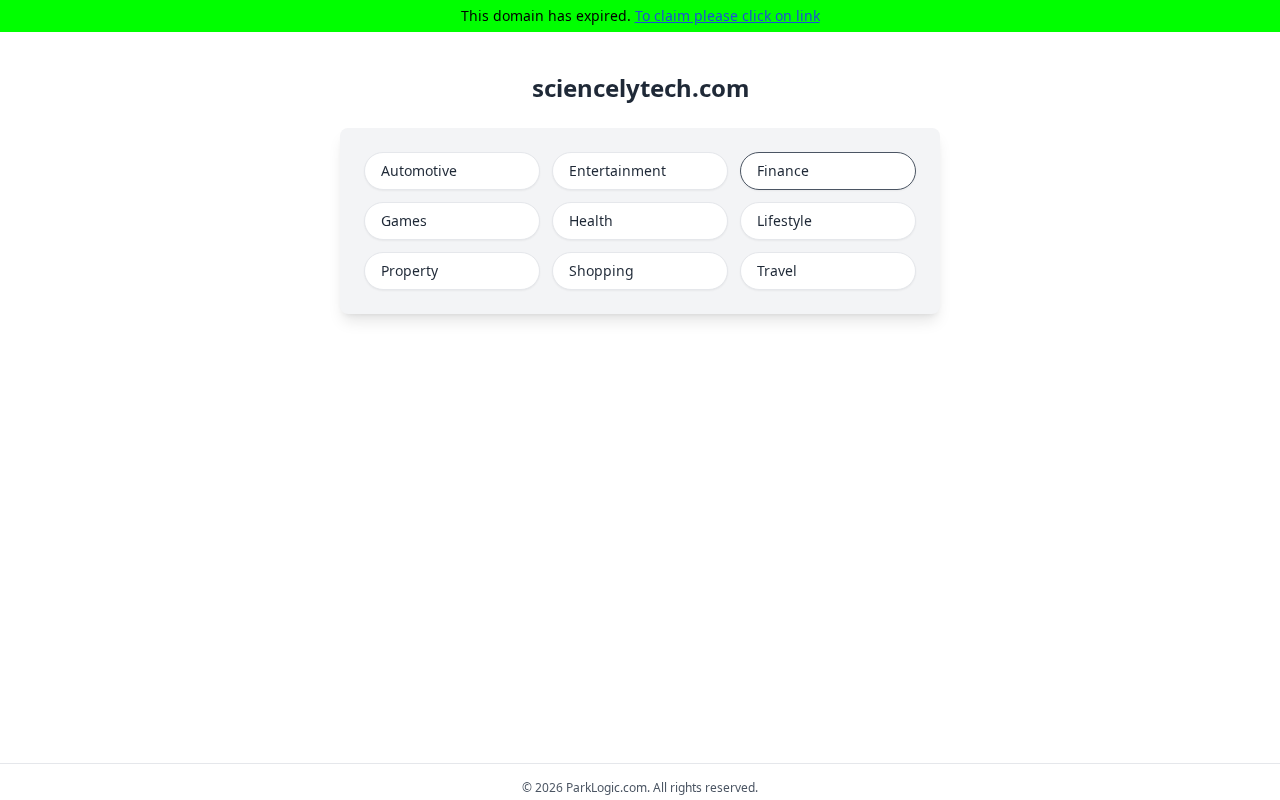 This domain has expired. To claim please click on link
sciencelytech.com
Automotive
Entertainment
Finance
Games
Health
Lifestyle
Property
Shopping
Travel
© 2026 ParkLogic.com. All rights reserved.